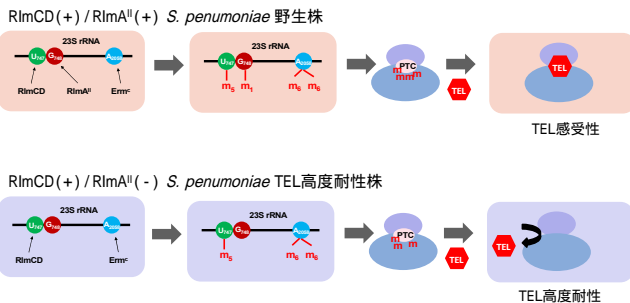 RlmCD(+)/RlmAᴵᴵ(+) S. penumoniae 野生株
23S rRNA
U747 G748 A2058
RlmCD RlmAᴵᴵ Ermᶜ
23S rRNA
U747 G748 A2058
m₅ m₁ m₆ m₆
PTC
m mm m
TEL
TEL
TEL感受性
RlmCD(+)/RlmAᴵᴵ(-) S. penumoniae TEL高度耐性株
23S rRNA
U747 G748 A2058
RlmCD Ermᶜ
23S rRNA
U747 G748 A2058
m₅ m₆ m₆
PTC
m m m
TEL
TEL
TEL高度耐性